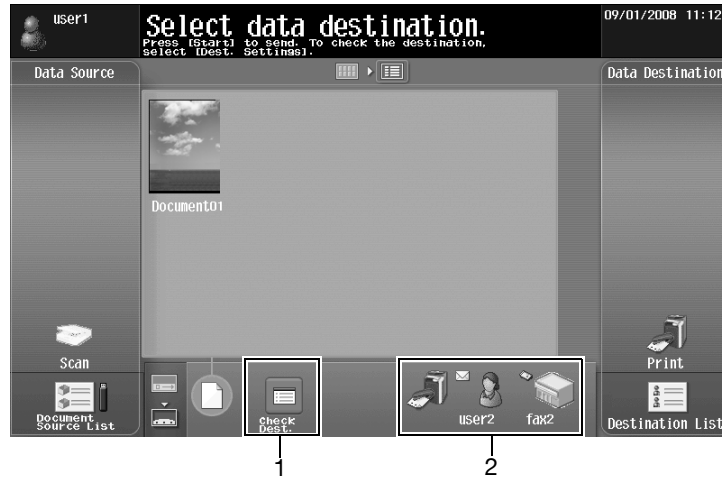 user1
Select data destination.
Press [Start] to send. To check the destination,
select [Dest. Settings].
09/01/2008 11:12
Data Source
Data Destination
Document01
Scan
Print
Document
Source List
Check
Dest.
user2
fax2
Destination List
1
2